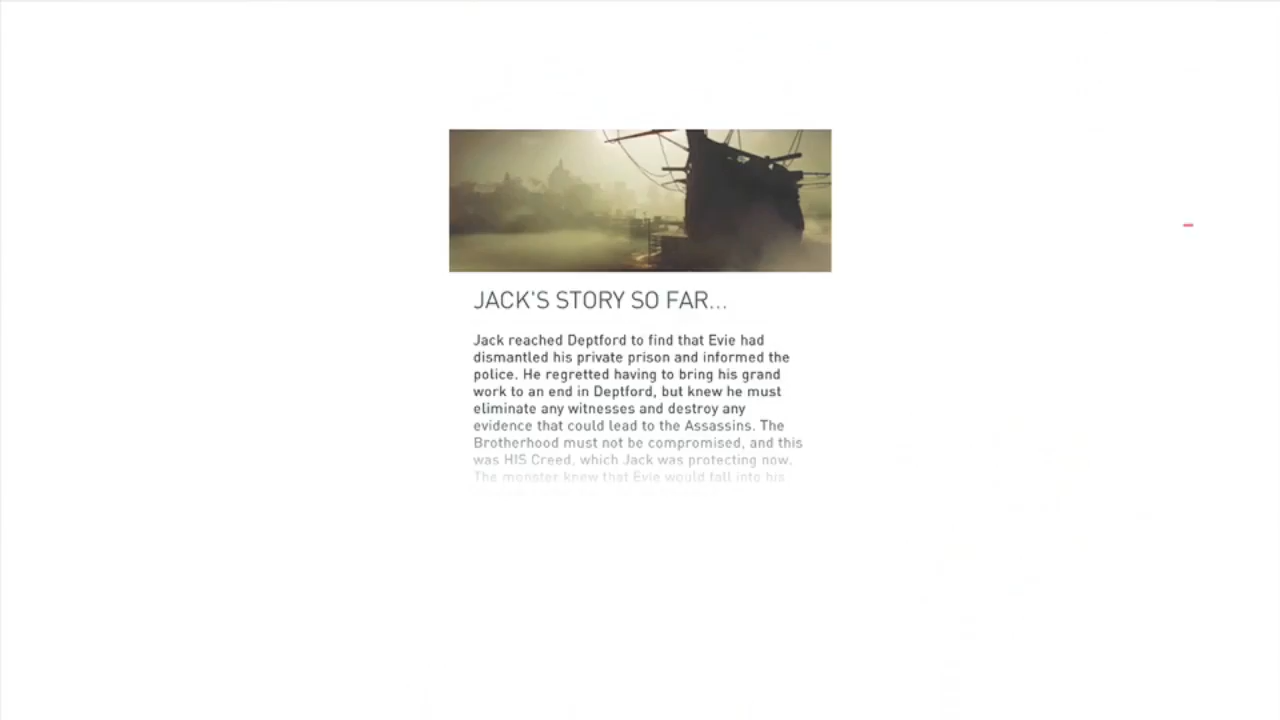 JACK'S STORY SO FAR...
Jack reached Deptford to find that Evie had
dismantled his private prison and informed the
police. He regretted having to bring his grand
work to an end in Deptford, but knew he must
eliminate any witnesses and destroy any
evidence that could lead to the Assassins. The
Brotherhood must not be compromised, and this
was HIS Creed, which Jack was protecting now.
The monster knew that Evie would fall into his